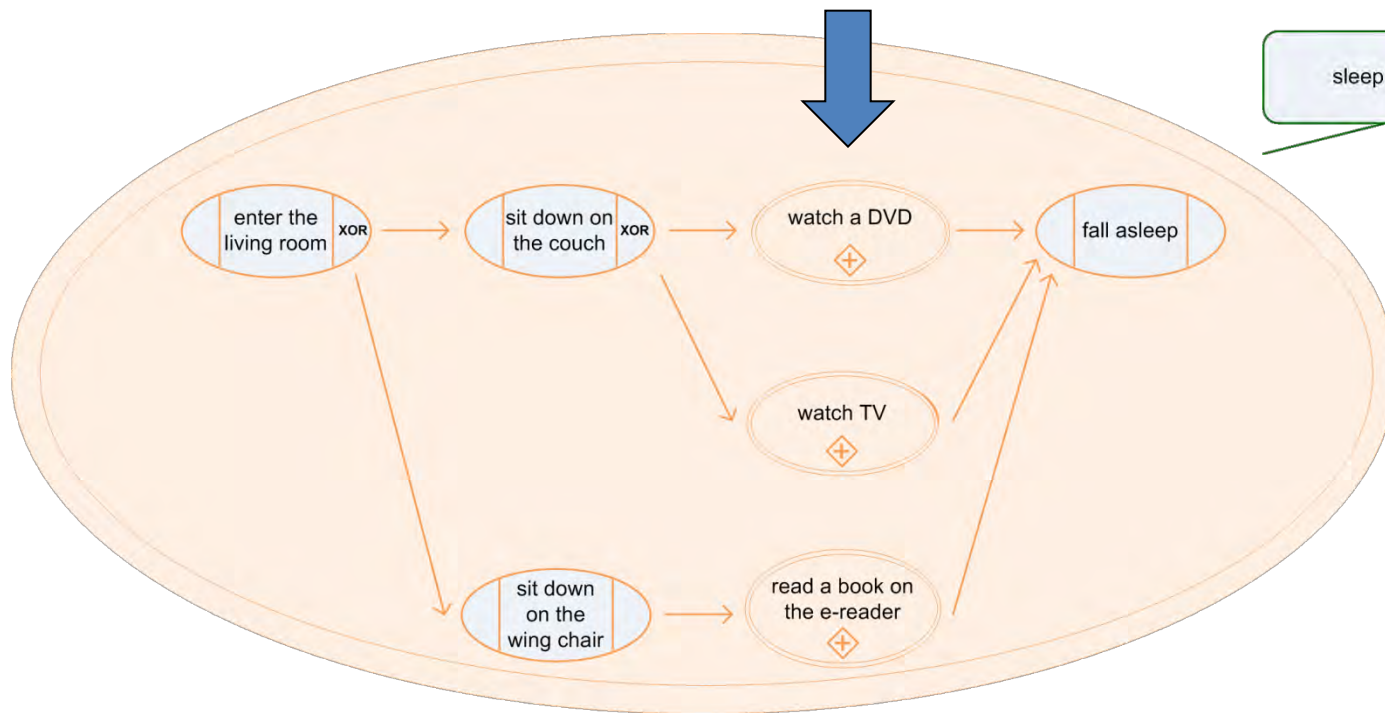 sleep
enter the
living room
XOR
sit down on
the couch
XOR
watch a DVD
fall asleep
watch TV
sit down
on the
wing chair
read a book on
the e-reader